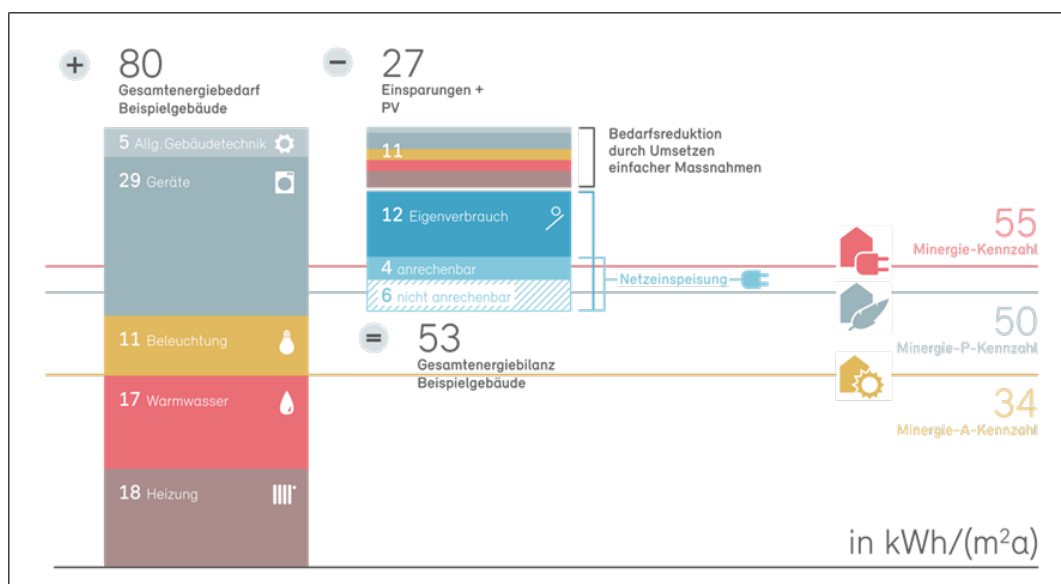 80
Gesamtenergiebedarf
Beispielgebäude
5 Allg. Gebäudetechnik
29 Geräte
11 Beleuchtung
17 Warmwasser
18 Heizung
27
Einsparungen +
PV
11
Bedarfsreduktion
durch Umsetzen
einfacher Massnahmen
12 Eigenverbrauch
4 anrechenbar
6 nicht anrechenbar
Netzeinspeisung
53
Gesamtenergiebilanz
Beispielgebäude
55
Minergie-Kennzahl
50
Minergie-P-Kennzahl
34
Minergie-A-Kennzahl
in kWh/(m²a)